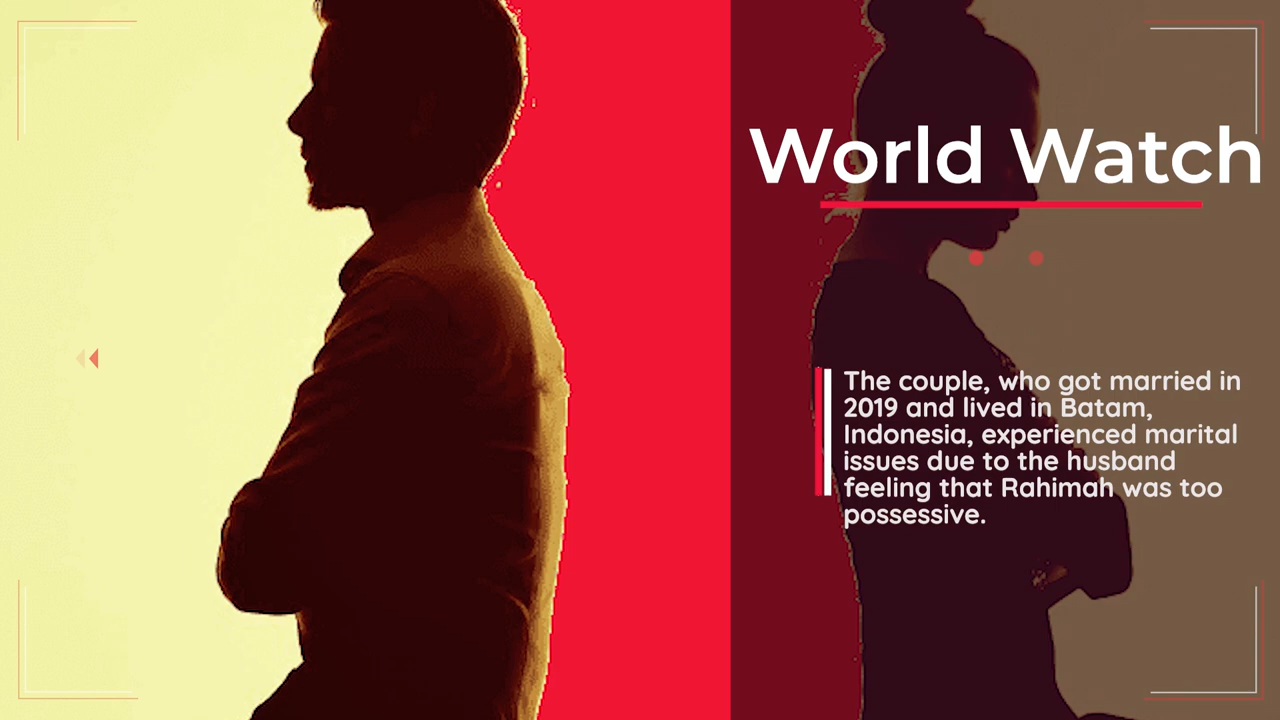 World Watch
The couple, who got married in
2019 and lived in Batam,
Indonesia, experienced marital
issues due to the husband
feeling that Rahimah was too
possessive.